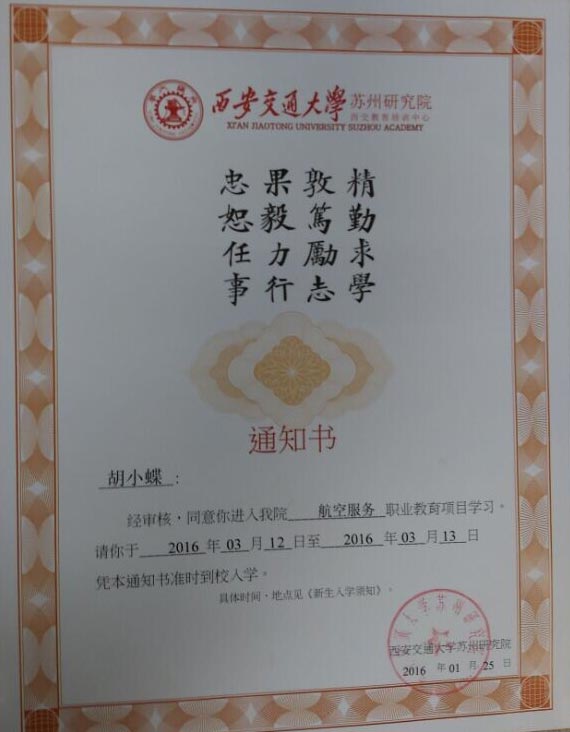 西安交通大学 苏州研究院
西交教育培训中心
XI'AN JIAOTONG UNIVERSITY SUZHOU ACADEMY
精勤求學
敦篤勵志
果毅力行
忠恕任事
通知书
胡小蝶：
经审核，同意你进入我院 航空服务 职业教育项目学习。
请你于 2016 年 03 月 12 日至 2016 年 03 月 13 日
凭本通知书准时到校入学。
具体时间，地点见《新生入学须知》。
西安交通大学苏州研究院
2016 年 01 月 25 日